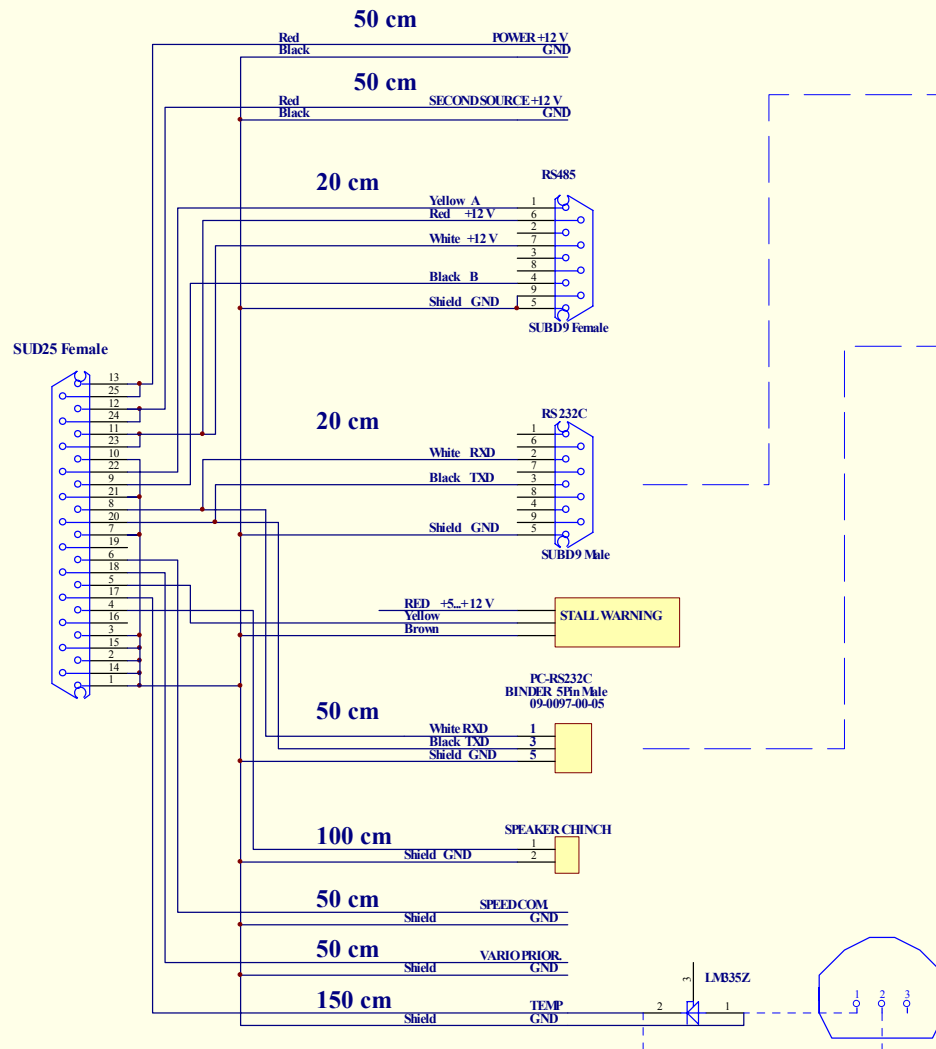 50 cm
Red POWER +12 V
Black GND
50 cm
Red SECOND SOURCE +12 V
Black GND
RS485
20 cm
Yellow A 1
Red +12 V 6
2
White +12 V 7
3
8
Black B 4
9
Shield GND 5
SUBD9 Female
SUD25 Female
13
25
12
24
11
23
10
22
9
21
8
20
7
19
6
18
5
17
4
16
3
15
2
14
1
RS232C
20 cm
1
6
White RXD 2
7
Black TXD 3
8
4
9
Shield GND 5
SUBD9 Male
RED +5...+12 V
Yellow STALL WARNING
Brown
PC-RS232C
BINDER 5Pin Male
09-0097-00-05
50 cm
White RXD 1
Black TXD 3
Shield GND 5
SPEAKER CHINCH
100 cm
1
Shield GND 2
50 cm
SPEED COM.
Shield GND
50 cm
VARIO PRIOR.
Shield GND
150 cm
TEMP
Shield GND
LM335Z
3
2 1
1 2 3